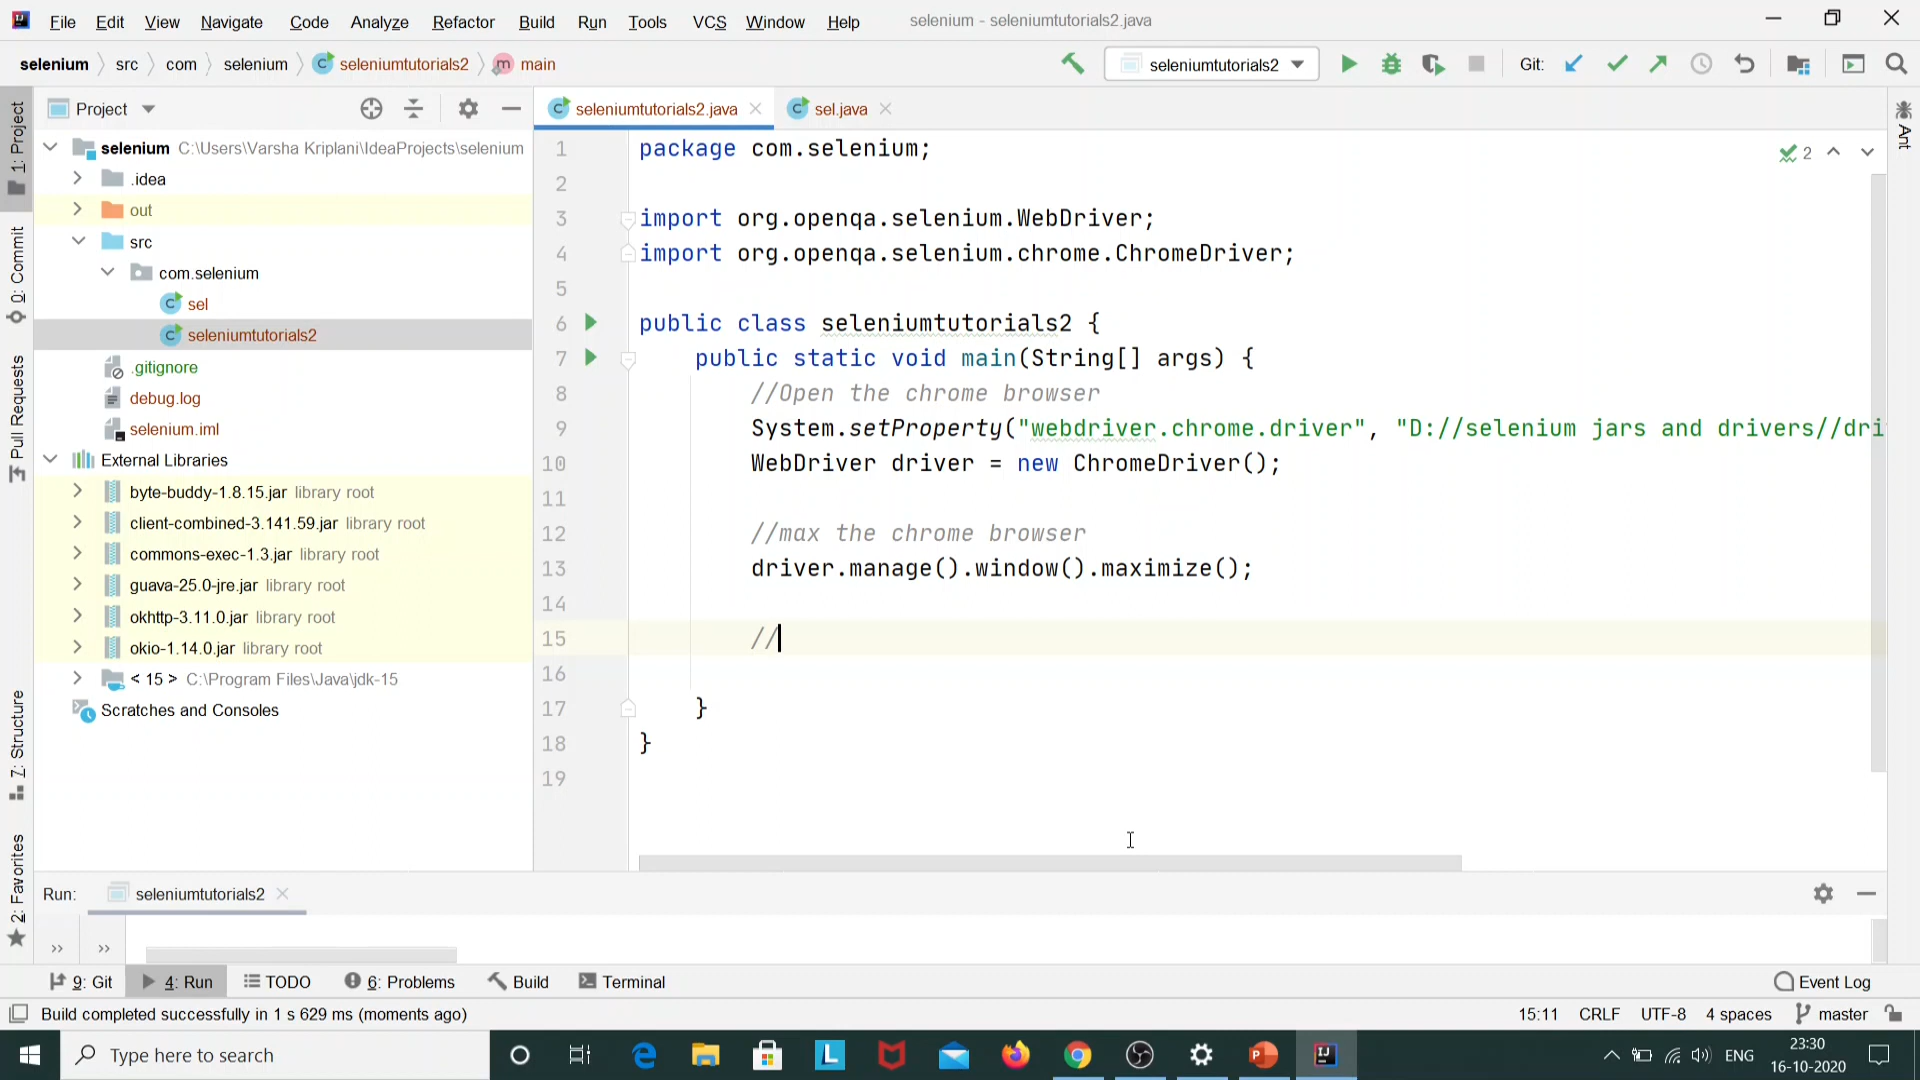 File Edit View Navigate Code Analyze Refactor Build Run Tools VCS Window Help selenium - seleniumtutorials2.java
selenium src com selenium seleniumtutorials2 main seleniumtutorials2 Git:
Project
seleniumtutorials2.java sel.java
selenium C:\Users\Varsha Kriplani\IdeaProjects\selenium
.idea
out
src
com.selenium
sel
seleniumtutorials2
.gitignore
debug.log
selenium.iml
External Libraries
byte-buddy-1.8.15.jar library root
client-combined-3.141.59.jar library root
commons-exec-1.3.jar library root
guava-25.0-jre.jar library root
okhttp-3.11.0.jar library root
okio-1.14.0.jar library root
< 15 > C:\Program Files\Java\jdk-15
Scratches and Consoles
1: Project
0: Commit
Pull Requests
7: Structure
2: Favorites
Ant
2
1 package com.selenium;
2
3 import org.openqa.selenium.WebDriver;
4 import org.openqa.selenium.chrome.ChromeDriver;
5
6 public class seleniumtutorials2 {
7 public static void main(String[] args) {
8 //Open the chrome browser
9 System.setProperty("webdriver.chrome.driver", "D://selenium jars and drivers//dri
10 WebDriver driver = new ChromeDriver();
11
12 //max the chrome browser
13 driver.manage().window().maximize();
14
15 //
16
17 }
18 }
19
Run: seleniumtutorials2
9: Git 4: Run TODO 6: Problems Build Terminal Event Log
Build completed successfully in 1 s 629 ms (moments ago) 15:11 CRLF UTF-8 4 spaces master
Type here to search ENG 23:30
16-10-2020